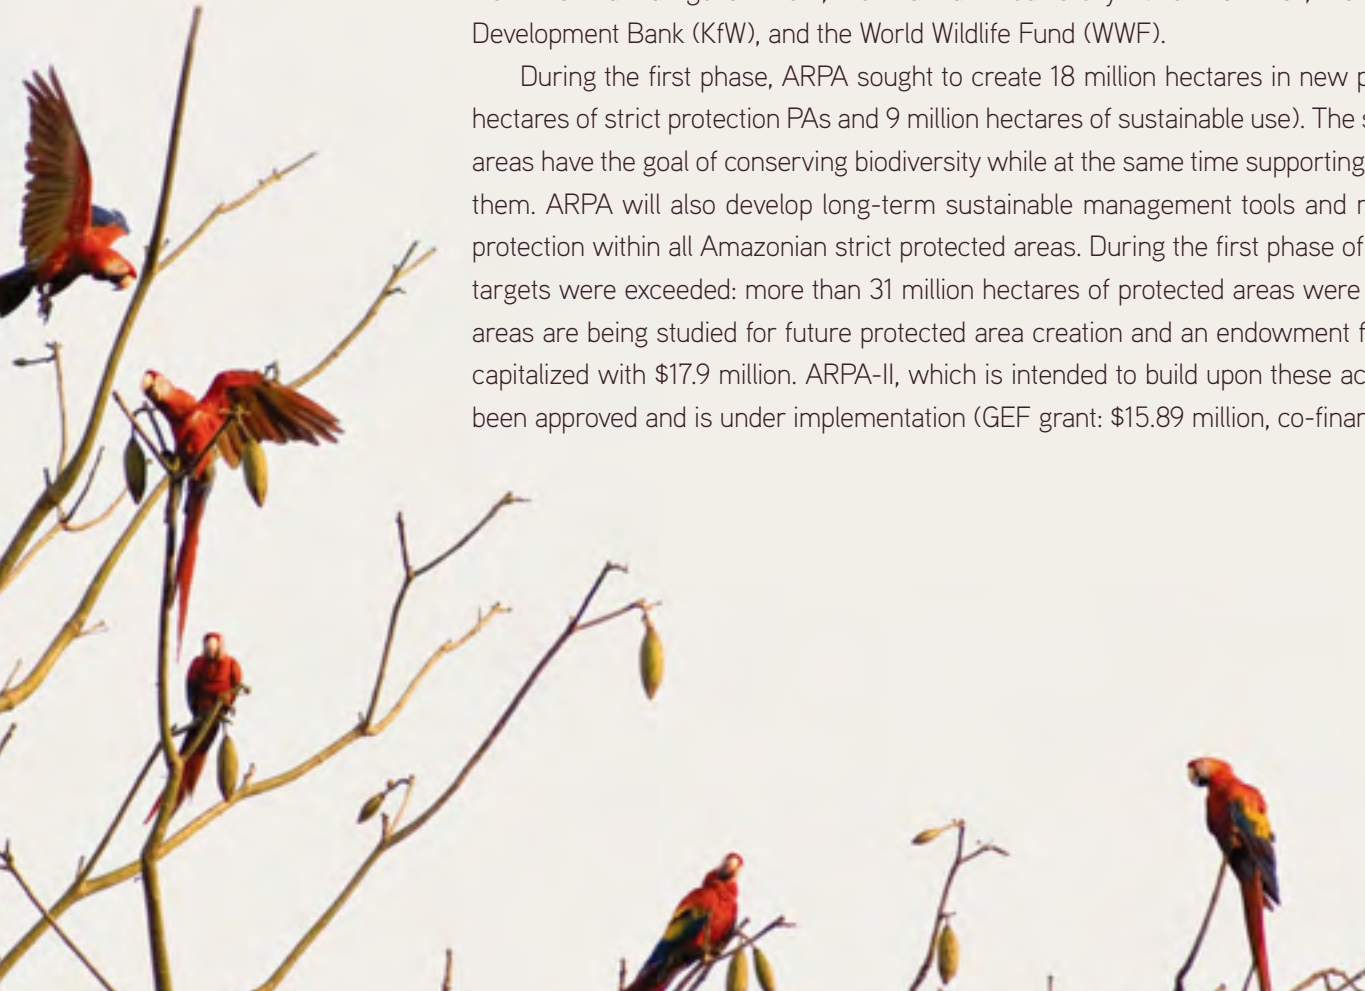 Development Bank (KfW), and the World Wildlife Fund (WWF).
During the first phase, ARPA sought to create 18 million hectares in new
hectares of strict protection PAs and 9 million hectares of sustainable use). The
areas have the goal of conserving biodiversity while at the same time supporting
them. ARPA will also develop long-term sustainable management tools and
protection within all Amazonian strict protected areas. During the first phase of
targets were exceeded: more than 31 million hectares of protected areas were
areas are being studied for future protected area creation and an endowment
capitalized with $17.9 million. ARPA-II, which is intended to build upon these
been approved and is under implementation (GEF grant: $15.89 million,